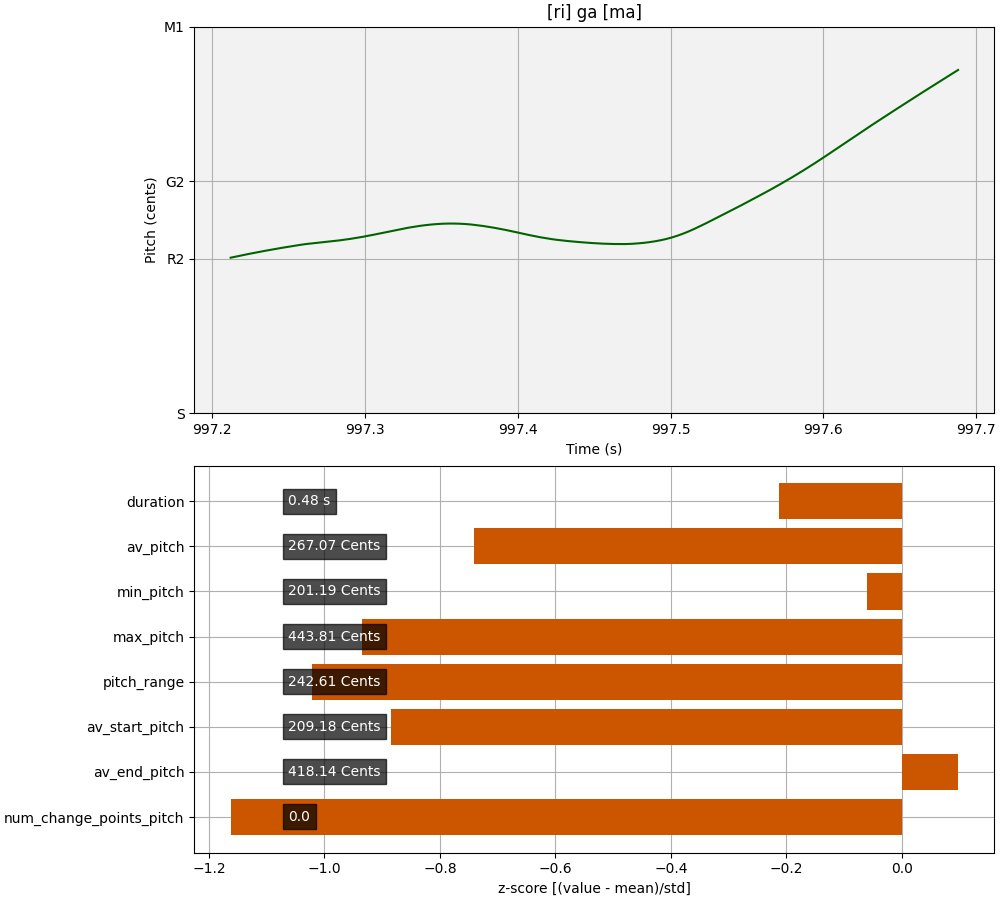 [ri] ga [ma]
M1
G2
R2
S
Pitch (cents)
997.2 997.3 997.4 997.5 997.6 997.7
Time (s)
duration 0.48 s
av_pitch 267.07 Cents
min_pitch 201.19 Cents
max_pitch 443.81 Cents
pitch_range 242.61 Cents
av_start_pitch 209.18 Cents
av_end_pitch 418.14 Cents
num_change_points_pitch 0.0
−1.2 −1.0 −0.8 −0.6 −0.4 −0.2 0.0
z-score [(value - mean)/std]